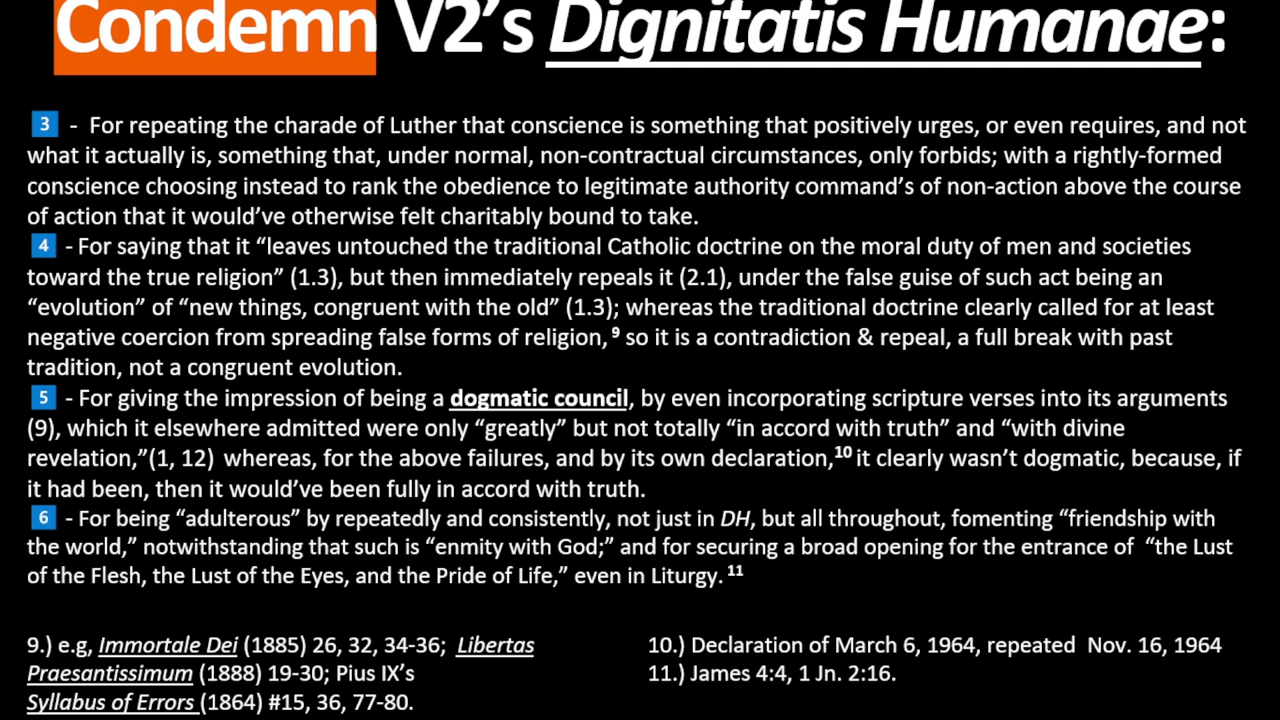 Condemn V2’s Dignitatis Humanae:
3 - For repeating the charade of Luther that conscience is something that positively urges, or even requires, and not
what it actually is, something that, under normal, non-contractual circumstances, only forbids; with a rightly-formed
conscience choosing instead to rank the obedience to legitimate authority command’s of non-action above the course
of action that it would’ve otherwise felt charitably bound to take.
4 - For saying that it “leaves untouched the traditional Catholic doctrine on the moral duty of men and societies
toward the true religion” (1.3), but then immediately repeals it (2.1), under the false guise of such act being an
“evolution” of “new things, congruent with the old” (1.3); whereas the traditional doctrine clearly called for at least
negative coercion from spreading false forms of religion, 9 so it is a contradiction & repeal, a full break with past
tradition, not a congruent evolution.
5 - For giving the impression of being a dogmatic council, by even incorporating scripture verses into its arguments
(9), which it elsewhere admitted were only “greatly” but not totally “in accord with truth” and “with divine
revelation,”(1, 12) whereas, for the above failures, and by its own declaration,10 it clearly wasn’t dogmatic, because, if
it had been, then it would’ve been fully in accord with truth.
6 - For being “adulterous” by repeatedly and consistently, not just in DH, but all throughout, fomenting “friendship with
the world,” notwithstanding that such is “enmity with God;” and for securing a broad opening for the entrance of “the Lust
of the Flesh, the Lust of the Eyes, and the Pride of Life,” even in Liturgy. 11
9.) e.g, Immortale Dei (1885) 26, 32, 34-36; Libertas
Praesantissimum (1888) 19-30; Pius IX’s
Syllabus of Errors (1864) #15, 36, 77-80.
10.) Declaration of March 6, 1964, repeated Nov. 16, 1964
11.) James 4:4, 1 Jn. 2:16.